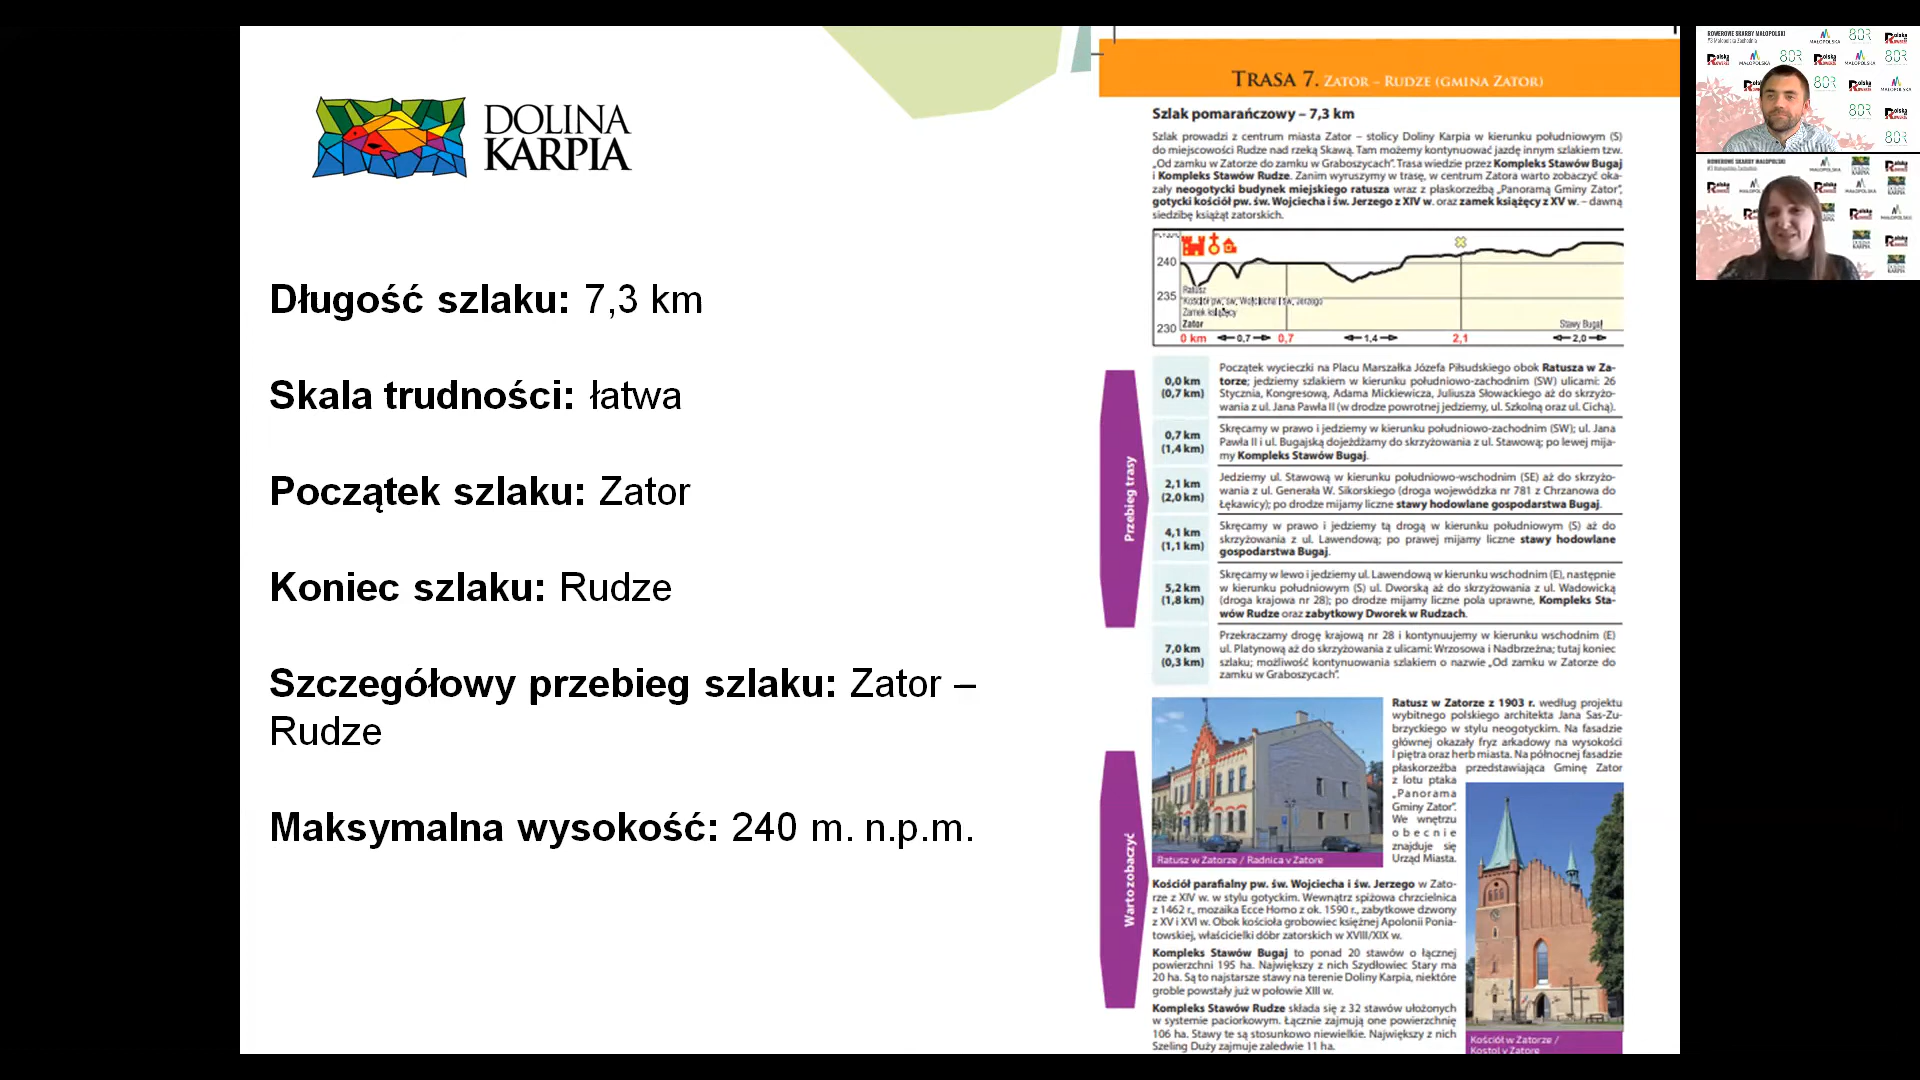 DOLINA
KARPIA
Długość szlaku: 7,3 km
Skala trudności: łatwa
Początek szlaku: Zator
Koniec szlaku: Rudze
Szczegółowy przebieg szlaku: Zator –
Rudze
Maksymalna wysokość: 240 m. n.p.m.
TRASA 7. ZATOR – RUDZE (GMINA ZATOR)
Szlak pomarańczowy – 7,3 km
Szlak prowadzi z centrum miasta Zator – stolicy Doliny Karpia w kierunku południowym (S)
do miejscowości Rudze nad rzeką Skawą. Tam możemy kontynuować jazdę innym szlakiem tzw.
„Od zamku w Zatorze do zamku w Graboszycach”. Trasa wiedzie przez Kompleks Stawów Bugaj
i Kompleks Stawów Rudze. Zanim wyruszymy w trasę, w centrum Zatora warto zobaczyć oka-
zały neogotycki budynek miejskiego ratusza wraz z płaskorzeźbą „Panoramą Gminy Zator”,
gotycki kościół pw. św. Wojciecha i św. Jerzego z XIV w. oraz zamek książęcy z XV w. – dawną
siedzibę książąt zatorskich.
240
235
230
Ratusz
Kościół pw. św. Wojciecha i św. Jerzego
Zamek książęcy
Zator
Stawy Bugaj
0 km 0,7 0,7 1,4 2,1 2,0
Przebieg trasy
0,0 km
(0,7 km)
Początek wycieczki na Placu Marszałka Józefa Piłsudskiego obok Ratusza w Za-
torze; jedziemy szlakiem w kierunku południowo-zachodnim (SW) ulicami: 26
Stycznia, Kongresową, Adama Mickiewicza, Juliusza Słowackiego aż do skrzyżo-
wania z ul. Jana Pawła II (w drodze powrotnej jedziemy, ul. Szkolną oraz ul. Cichą).
0,7 km
(1,4 km)
Skręcamy w prawo i jedziemy w kierunku południowo-zachodnim (SW); ul. Jana
Pawła II i ul. Bugajską dojeżdżamy do skrzyżowania z ul. Stawową; po lewej mija-
my Kompleks Stawów Bugaj.
2,1 km
(2,0 km)
Jedziemy ul. Stawową w kierunku południowo-wschodnim (SE) aż do skrzyżo-
wania z ul. Generała W. Sikorskiego (droga wojewódzka nr 781 z Chrzanowa do
Łękawicy); po drodze mijamy liczne stawy hodowlane gospodarstwa Bugaj.
4,1 km
(1,1 km)
Skręcamy w prawo i jedziemy tą drogą w kierunku południowym (S) aż do
skrzyżowania z ul. Lawendową; po prawej mijamy liczne stawy hodowlane
gospodarstwa Bugaj.
5,2 km
(1,8 km)
Skręcamy w lewo i jedziemy ul. Lawendową w kierunku wschodnim (E), następnie
w kierunku południowym (S) ul. Dworską aż do skrzyżowania z ul. Wadowicką
(droga krajowa nr 28); po drodze mijamy liczne pola uprawne, Kompleks Sta-
wów Rudze oraz zabytkowy Dworek w Rudzach.
7,0 km
(0,3 km)
Przekraczamy drogę krajową nr 28 i kontynuujemy w kierunku wschodnim (E)
ul. Platynową aż do skrzyżowania z ulicami: Wrzosowa i Nadbrzeżna; tutaj koniec
szlaku; możliwość kontynuowania szlakiem o nazwie „Od zamku w Zatorze do
zamku w Graboszycach”.
Warto zobaczyć
Ratusz w Zatorze / Radnica v Zatore
Ratusz w Zatorze z 1903 r. według projektu
wybitnego polskiego architekta Jana Sas-Zu-
brzyckiego w stylu neogotyckim. Na fasadzie
głównej okazały fryz arkadowy na wysokości
I piętra oraz herb miasta. Na północnej fasadzie
płaskorzeźba przedstawiająca Gminę Zator
z lotu ptaka
„Panorama
Gminy Zator”.
We wnętrzu
obecnie
znajduje się
Urząd Miasta.
Kościół parafialny pw. św. Wojciecha i św. Jerzego w Zato-
rze z XIV w. w stylu gotyckim. Wewnątrz spiżowa chrzcielnica
z 1462 r., mozaika Ecce Homo z ok. 1590 r., zabytkowe dzwony
z XV i XVI w. Obok kościoła grobowiec księżnej Apolonii Ponia-
towskiej, właścicielki dóbr zatorskich w XVIII/XIX w.
Kompleks Stawów Bugaj to ponad 20 stawów o łącznej
powierzchni 195 ha. Największy z nich Szydłowiec Stary ma
20 ha. Są to najstarsze stawy na terenie Doliny Karpia, niektóre
groble powstały już w połowie XIII w.
Kompleks Stawów Rudze składa się z 32 stawów ułożonych
w systemie paciorkowym. Łącznie zajmują one powierzchnię
106 ha. Stawy te są stosunkowo niewielkie. Największy z nich
Szeling Duży zajmuje zaledwie 11 ha.
Kościół w Zatorze /
Kostol v Zatore
ROWEROWE SKARBY MAŁOPOLSKI
MAŁOPOLSKA
ROWEROWE SKARBY MAŁOPOLSKI